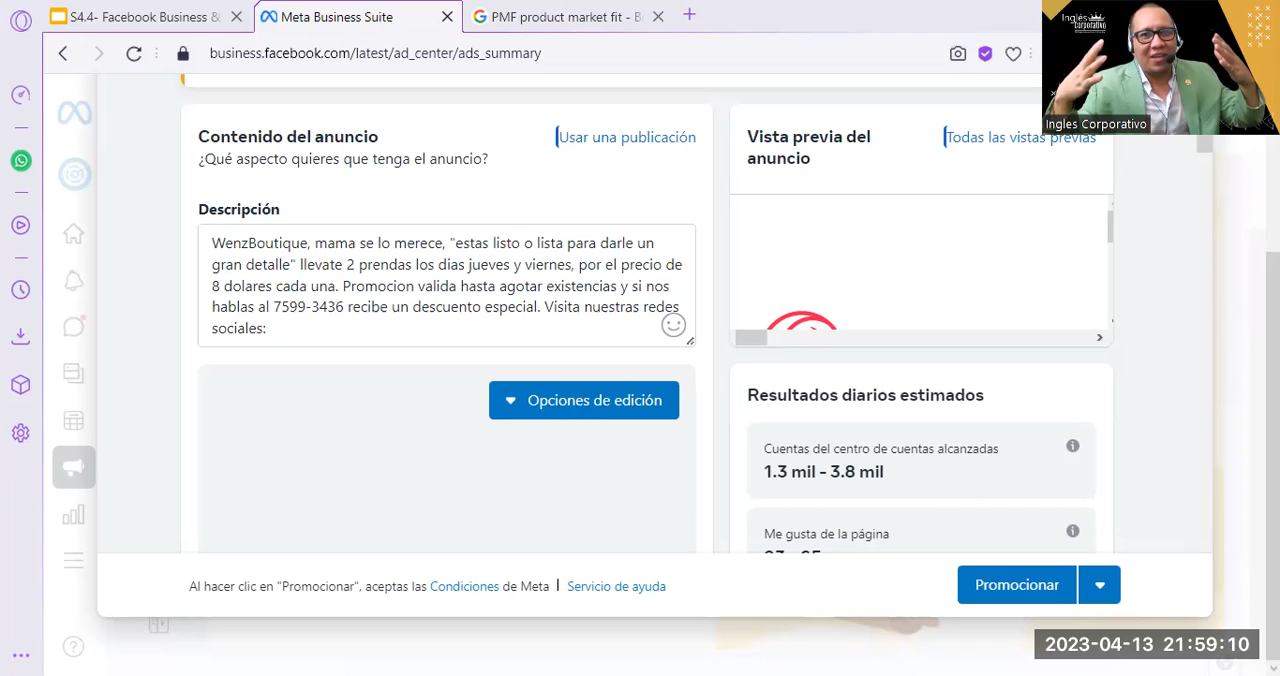 S4.4- Facebook Business &
Meta Business Suite
PMF product market fit - B
business.facebook.com/latest/ad_center/ads_summary
Inglés
Corporativo
Ingles Corporativo
Contenido del anuncio
Usar una publicación
¿Qué aspecto quieres que tenga el anuncio?
Descripción
WenzBoutique, mama se lo merece, "estas listo o lista para darle un
gran detalle" llevate 2 prendas los dias jueves y viernes, por el precio de
8 dolares cada una. Promocion valida hasta agotar existencias y si nos
hablas al 7599-3436 recibe un descuento especial. Visita nuestras redes
sociales:
Opciones de edición
Vista previa del
anuncio
Todas las vistas previas
Resultados diarios estimados
Cuentas del centro de cuentas alcanzadas
1.3 mil - 3.8 mil
Me gusta de la página
Al hacer clic en "Promocionar", aceptas las Condiciones de Meta | Servicio de ayuda
Promocionar
2023-04-13 21:59:10